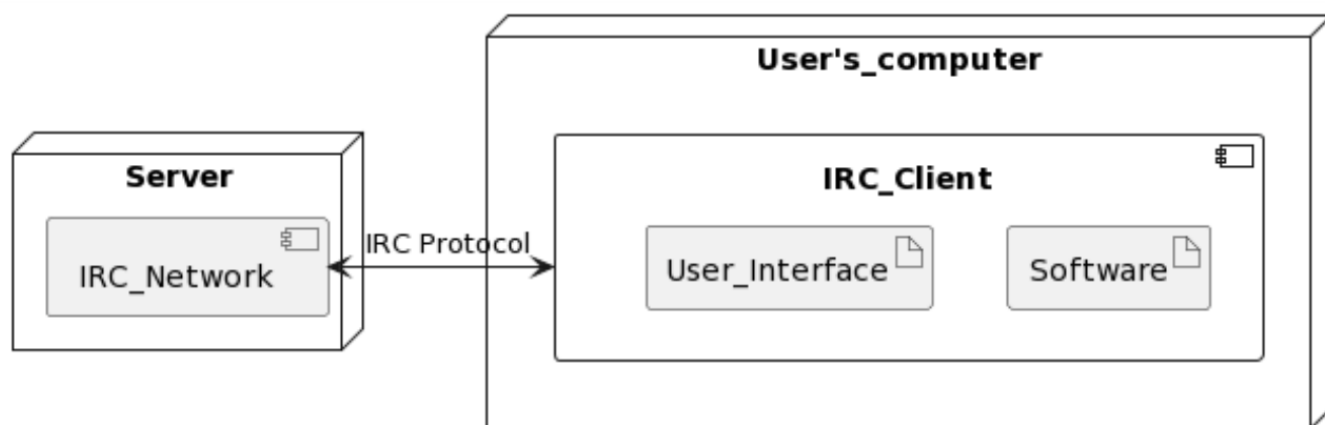 User's_computer
Server
IRC_Client
IRC Protocol
IRC_Network
User_Interface
Software